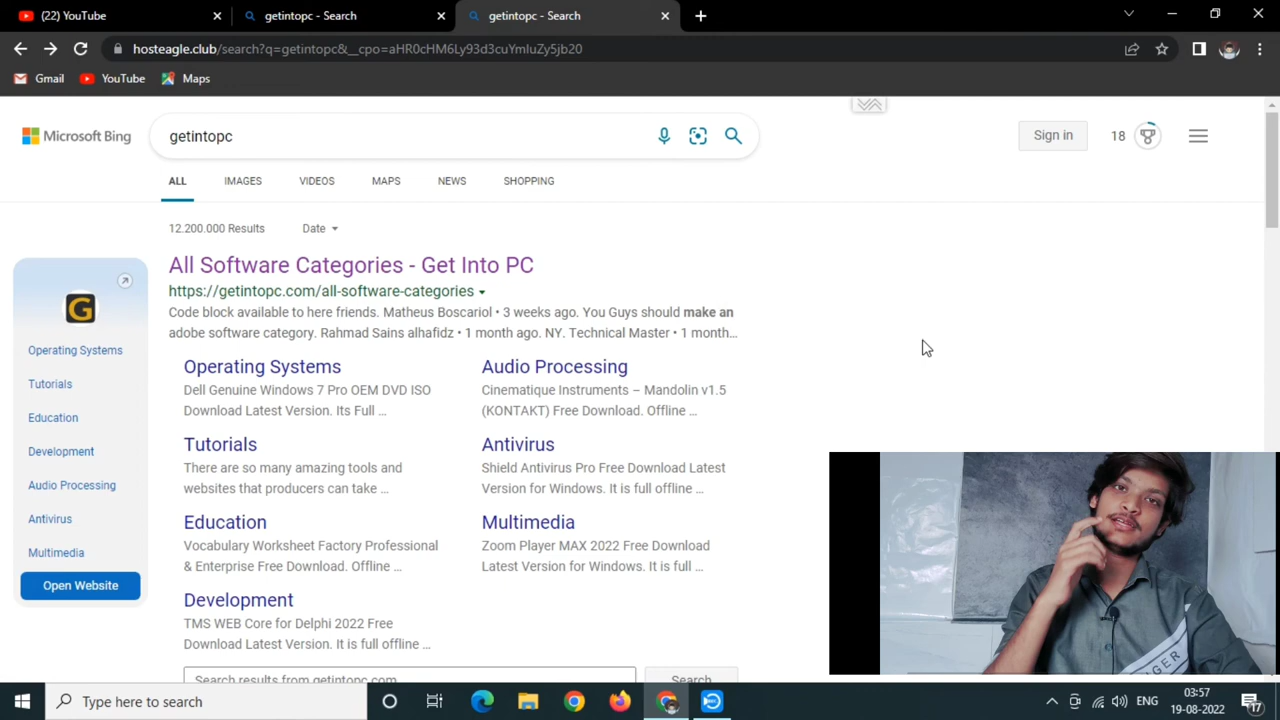 (22) YouTube
getintopc - Search
getintopc - Search
hosteagle.club/search?q=getintopc&__cpo=aHR0cHM6Ly93d3cuYmluZy5jb20
Gmail
YouTube
Maps
Microsoft Bing
getintopc
Sign in
18
ALL
IMAGES
VIDEOS
MAPS
NEWS
SHOPPING
12.200.000 Results
Date
G
Operating Systems
Tutorials
Education
Development
Audio Processing
Antivirus
Multimedia
Open Website
All Software Categories - Get Into PC
https://getintopc.com/all-software-categories
Code block available to here friends. Matheus Boscariol • 3 weeks ago. You Guys should make an
adobe software category. Rahmad Sains alhafidz • 1 month ago. NY. Technical Master • 1 month...
Operating Systems
Dell Genuine Windows 7 Pro OEM DVD ISO
Download Latest Version. Its Full ...
Audio Processing
Cinematique Instruments – Mandolin v1.5
(KONTAKT) Free Download. Offline ...
Tutorials
There are so many amazing tools and
websites that producers can take ...
Antivirus
Shield Antivirus Pro Free Download Latest
Version for Windows. It is full offline ...
Education
Vocabulary Worksheet Factory Professional
& Enterprise Free Download. Offline ...
Multimedia
Zoom Player MAX 2022 Free Download
Latest Version for Windows. It is full ...
Development
TMS WEB Core for Delphi 2022 Free
Download Latest Version. It is full offline ...
Search results from getintopc.com
Search
Type here to search
ENG
03:57
19-08-2022
17